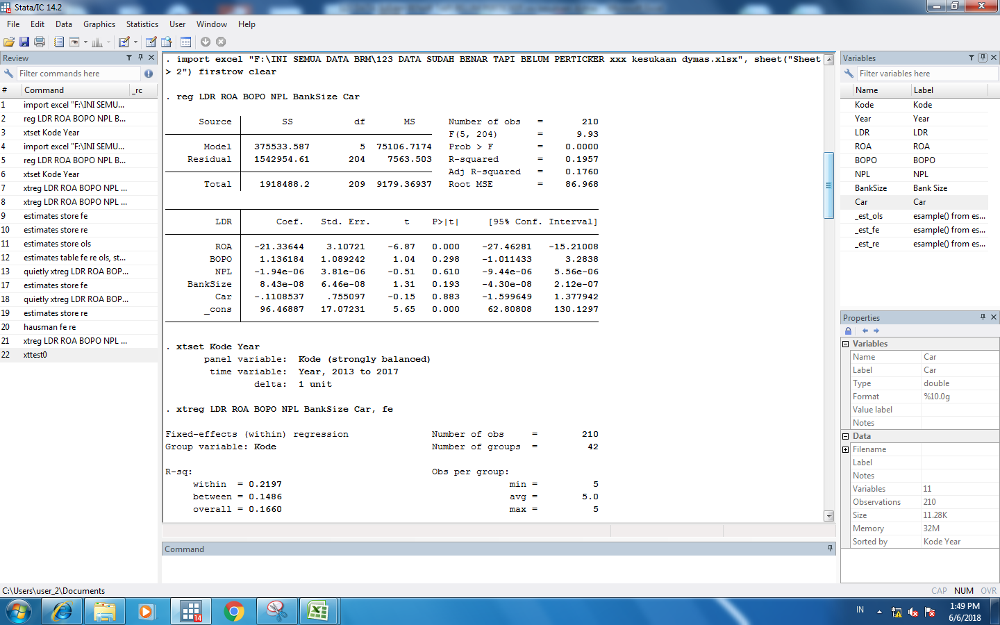 Stata/IC 14.2
File Edit Data Graphics Statistics User Window Help
Review
Filter commands here
# Command _rc
1 import excel "F:\INI SEMU...
2 reg LDR ROA BOPO NPL B...
3 xtset Kode Year
4 import excel "F:\INI SEMU...
5 reg LDR ROA BOPO NPL B...
6 xtset Kode Year
7 xtreg LDR ROA BOPO NPL ...
8 xtreg LDR ROA BOPO NPL ...
9 estimates store fe
10 estimates store re
11 estimates store ols
12 estimates table fe re ols, st...
13 quietly xtreg LDR ROA BOP...
17 estimates store fe
18 quietly xtreg LDR ROA BOP...
19 estimates store re
20 hausman fe re
21 xtreg LDR ROA BOPO NPL ...
22 xttest0
. import excel "F:\INI SEMUA DATA BRM\123 DATA SUDAH BENAR TAPI BELUM PERTICKER xxx kesukaan dymas.xlsx", sheet("Sheet
> 2") firstrow clear
. reg LDR ROA BOPO NPL BankSize Car
Source SS df MS Number of obs = 210
F(5, 204) = 9.93
Model 375533.587 5 75106.7174 Prob > F = 0.0000
Residual 1542954.61 204 7563.503 R-squared = 0.1957
Adj R-squared = 0.1760
Total 1918488.2 209 9179.36937 Root MSE = 86.968
LDR Coef. Std. Err. t P>|t| [95% Conf. Interval]
ROA -21.33644 3.10721 -6.87 0.000 -27.46281 -15.21008
BOPO 1.136184 1.089242 1.04 0.298 -1.011433 3.2838
NPL -1.94e-06 3.81e-06 -0.51 0.610 -9.44e-06 5.56e-06
BankSize 8.43e-08 6.46e-08 1.31 0.193 -4.30e-08 2.12e-07
Car -.1108537 .755097 -0.15 0.883 -1.599649 1.377942
_cons 96.46887 17.07231 5.65 0.000 62.80808 130.1297
. xtset Kode Year
panel variable: Kode (strongly balanced)
time variable: Year, 2013 to 2017
delta: 1 unit
. xtreg LDR ROA BOPO NPL BankSize Car, fe
Fixed-effects (within) regression Number of obs = 210
Group variable: Kode Number of groups = 42
R-sq: Obs per group:
within = 0.2197 min = 5
between = 0.1486 avg = 5.0
overall = 0.1660 max = 5
Command
Variables
Filter variables here
Name Label
Kode Kode
Year Year
LDR LDR
ROA ROA
BOPO BOPO
NPL NPL
BankSize Bank Size
Car Car
_est_ols esample() from es...
_est_fe esample() from es...
_est_re esample() from es...
Properties
Variables
Name Car
Label Car
Type double
Format %10.0g
Value label
Notes
Data
Filename
Label
Notes
Variables 11
Observations 210
Size 11.28K
Memory 32M
Sorted by Kode Year
C:\Users\user_2\Documents
CAP NUM OVR
14
IN
1:49 PM
6/6/2018